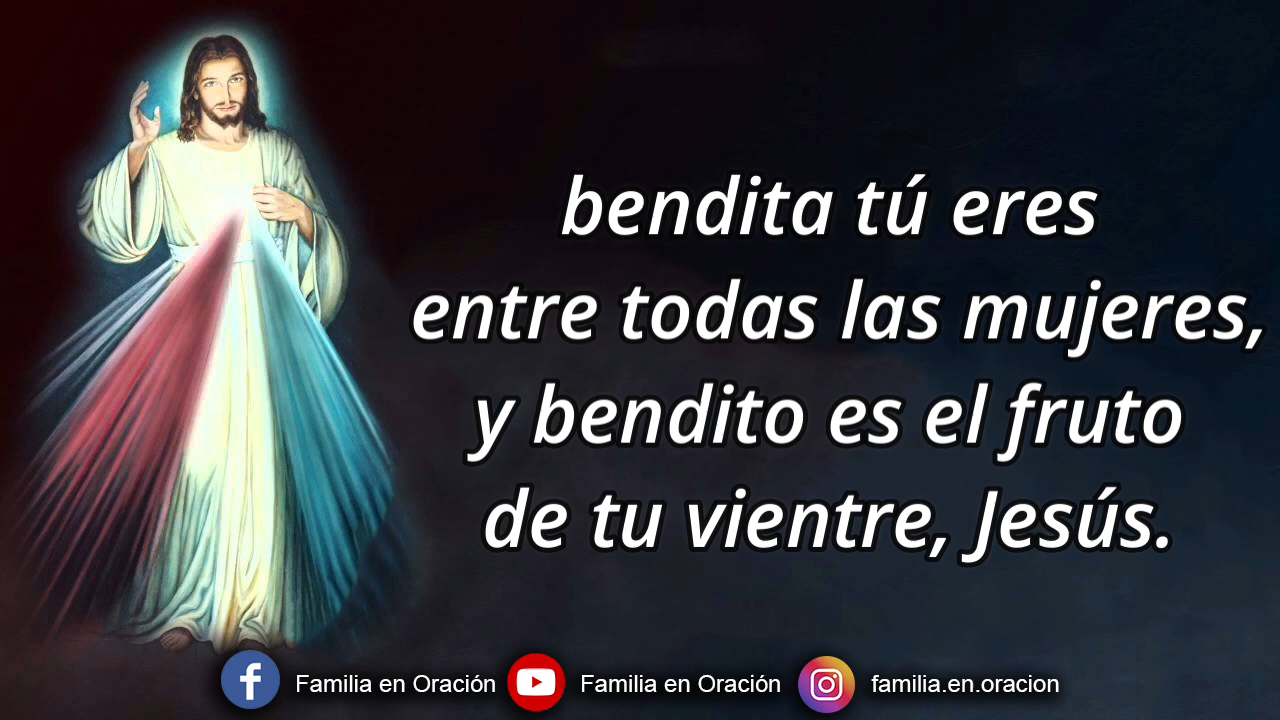 bendita tú eres
entre todas las mujeres,
y bendito es el fruto
de tu vientre, Jesús.
Familia en Oración Familia en Oración familia.en.oracion